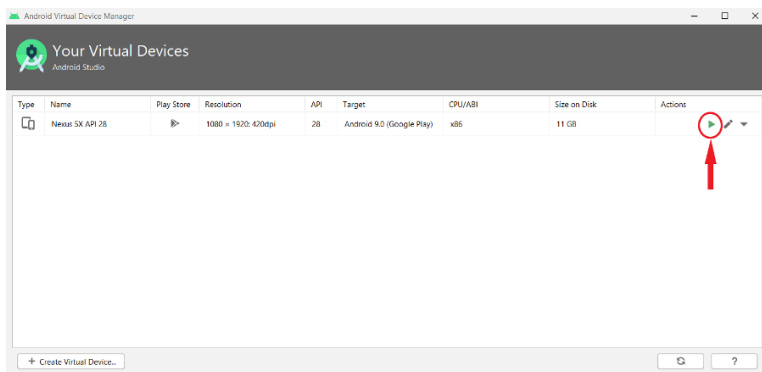 Android Virtual Device Manager
Your Virtual Devices
Android Studio
Type Name Play Store Resolution API Target CPU/ABI Size on Disk Actions
Nexus 5X API 28 1080 × 1920: 420dpi 28 Android 9.0 (Google Play) x86 11 GB
+ Create Virtual Device...
?